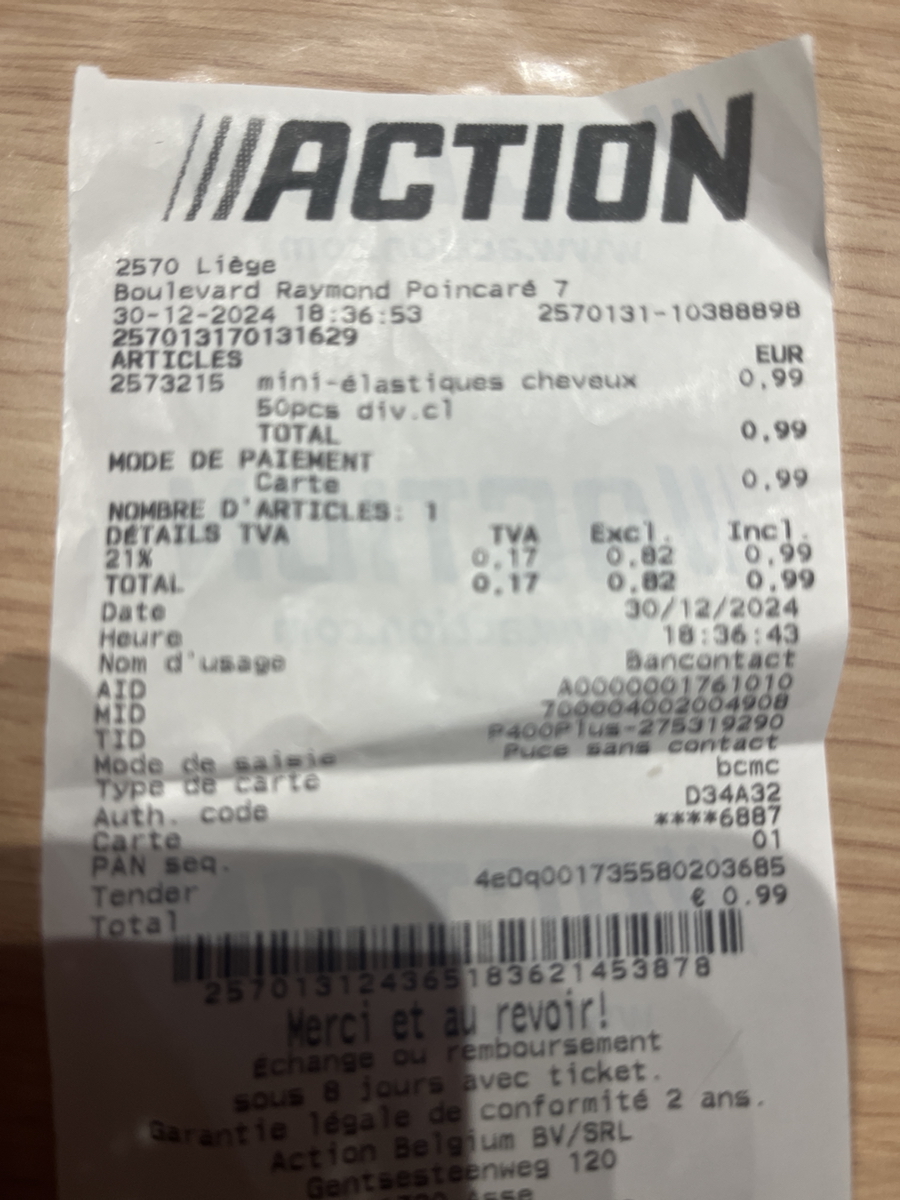 ACTION
2570 Liège
Boulevard Raymond Poincaré 7
30-12-2024 18:36:53 2570131-10388898
257013170131629
ARTICLES EUR
2573215 mini-élastiques cheveux 0,99
50pcs div.cl
TOTAL 0,99
MODE DE PAIEMENT
Carte 0,99
NOMBRE D'ARTICLES: 1
DÉTAILS TVA TVA Excl. Incl.
21% 0,17 0,82 0,99
TOTAL 0,17 0,82 0,99
Date 30/12/2024
Heure 18:36:43
Nom d'usage Bancontact
AID A0000001761010
MID 700004002004908
TID P400Plus-275319290
Mode de saisie Puce sans contact
Type de carte bcmc
Auth. code D34A32
Carte ****6887
PAN seq. 01
Tender 4e0q001735580203685
Total € 0.99
257013124365183621453878
Merci et au revoir!
Échange ou remboursement
sous 8 jours avec ticket.
Garantie légale de conformité 2 ans.
Action Belgium BV/SRL
Gentsesteenweg 120
Asse